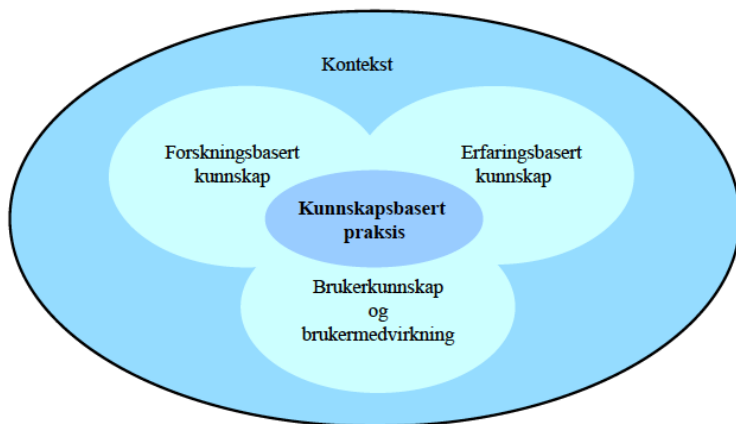 Kontekst
Forskningsbasert
kunnskap
Erfaringsbasert
kunnskap
Kunnskapsbasert
praksis
Brukerkunnskap
og
brukermedvirkning